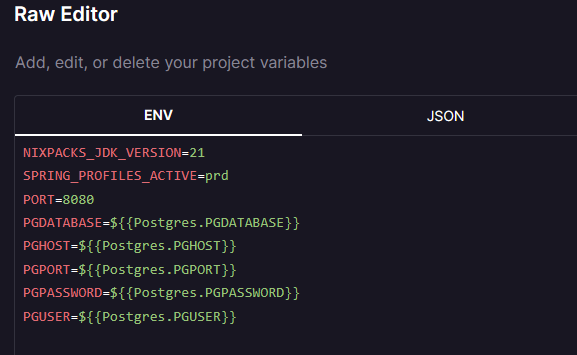 Raw Editor
Add, edit, or delete your project variables
ENV
JSON
NIXPACKS_JDK_VERSION=21
SPRING_PROFILES_ACTIVE=prd
PORT=8080
PGDATABASE=${{Postgres.PGDATABASE}}
PGHOST=${{Postgres.PGHOST}}
PGPORT=${{Postgres.PGPORT}}
PGPASSWORD=${{Postgres.PGPASSWORD}}
PGUSER=${{Postgres.PGUSER}}